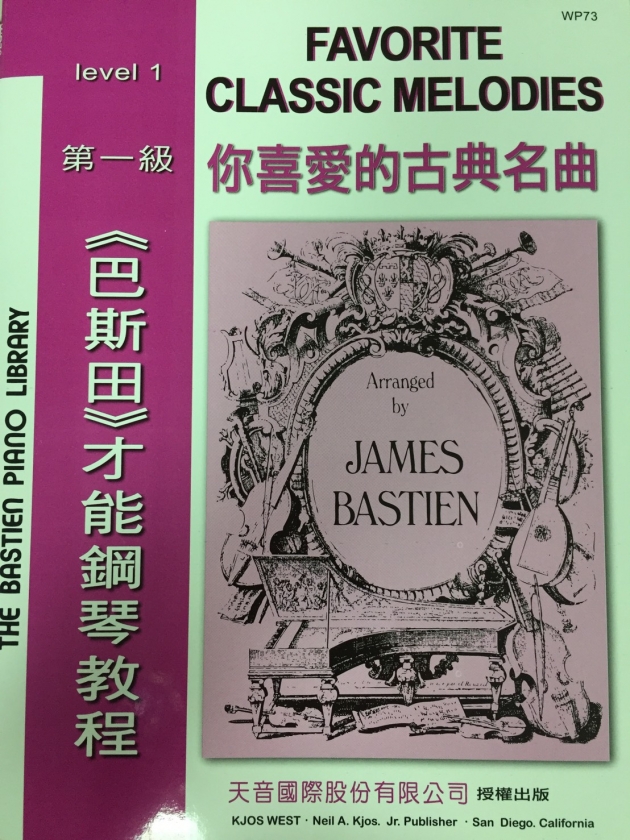 WP73
FAVORITE
CLASSIC MELODIES
level 1
第一級
你喜愛的古典名曲
《巴斯田》才能鋼琴教程
THE BASTIEN PIANO LIBRARY
Arranged
by
JAMES
BASTIEN
天音國際股份有限公司 授權出版
KJOS WEST · Neil A. Kjos. Jr. Publisher · San Diego. California